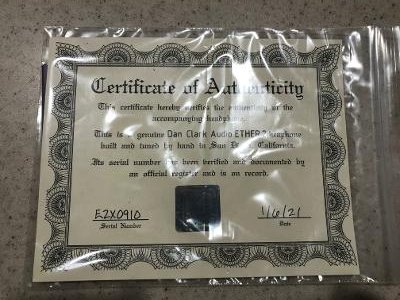 Certificate of Authenticity
This certificate hereby verifies the authenticity of the
accompanying headphone.
This is a genuine Dan Clark Audio ETHER 2 headphone
built and tuned by hand in San Diego, California.
Its serial number has been verified and documented by
an official register and is on record.
E2X0910
1/6/21
Serial Number
Date